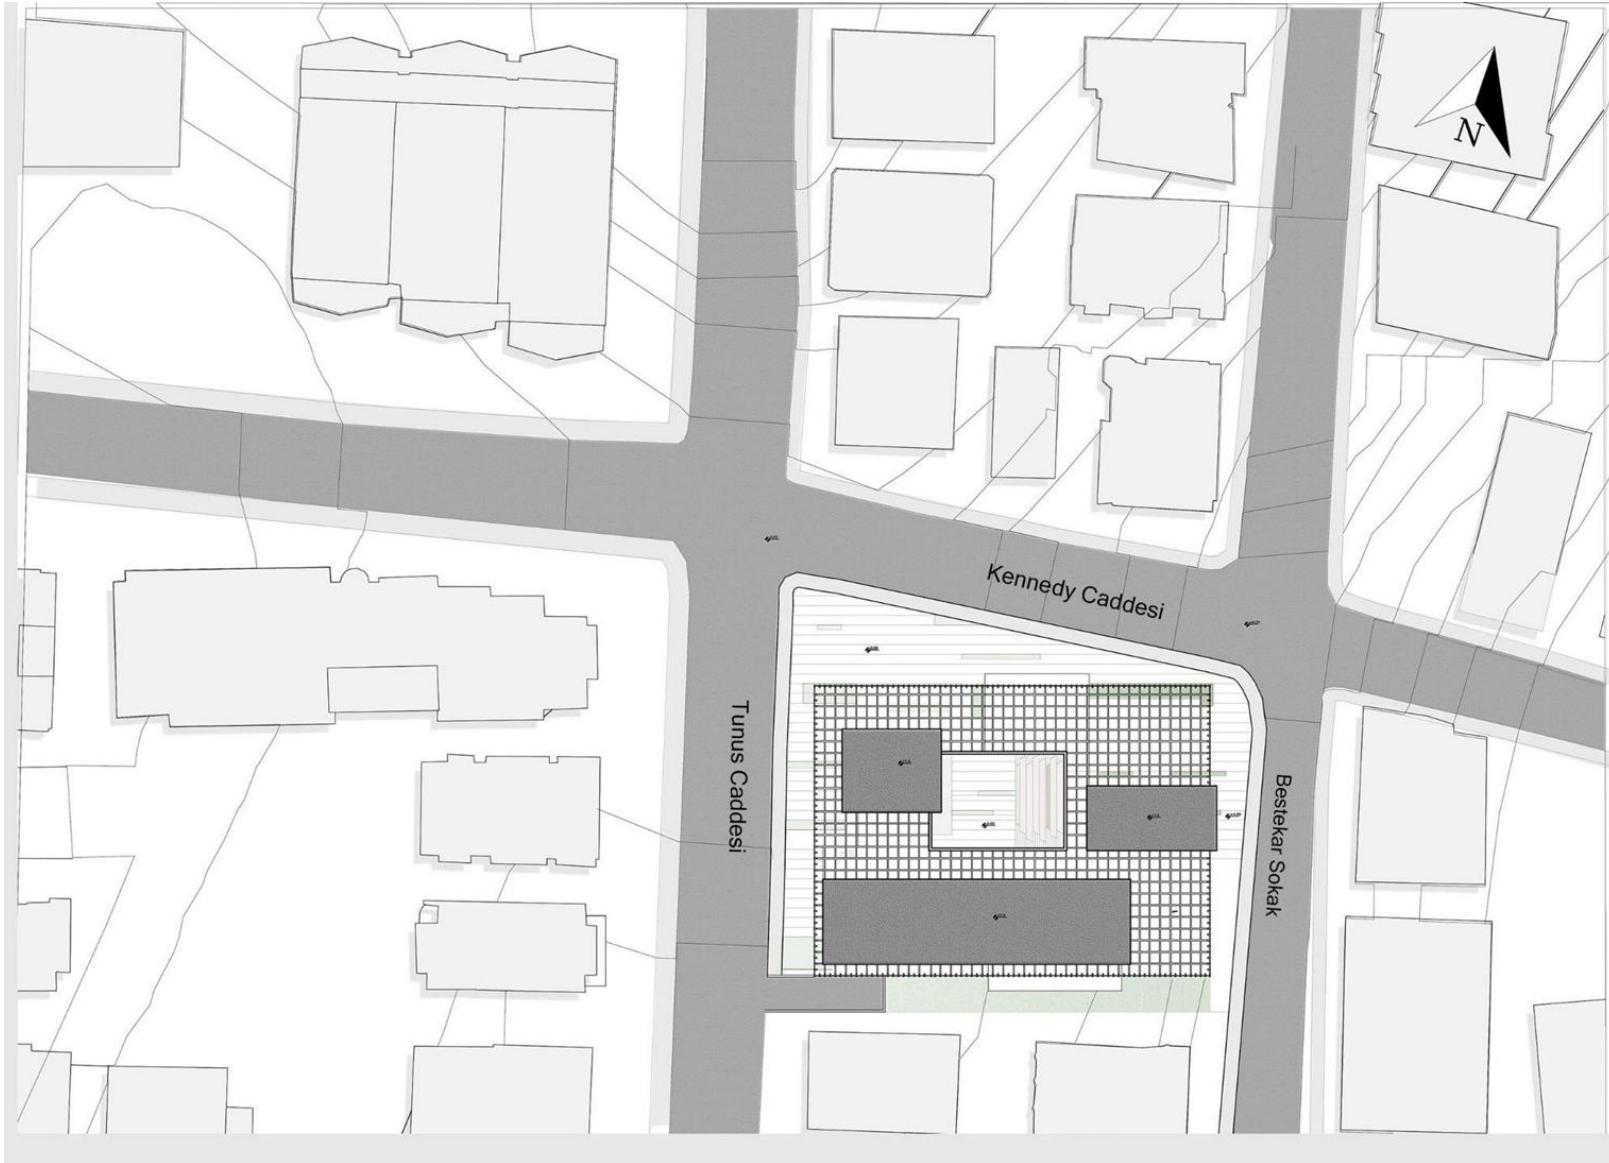 N
Kennedy Caddesi
Tunus Caddesi
Bestekar Sokak